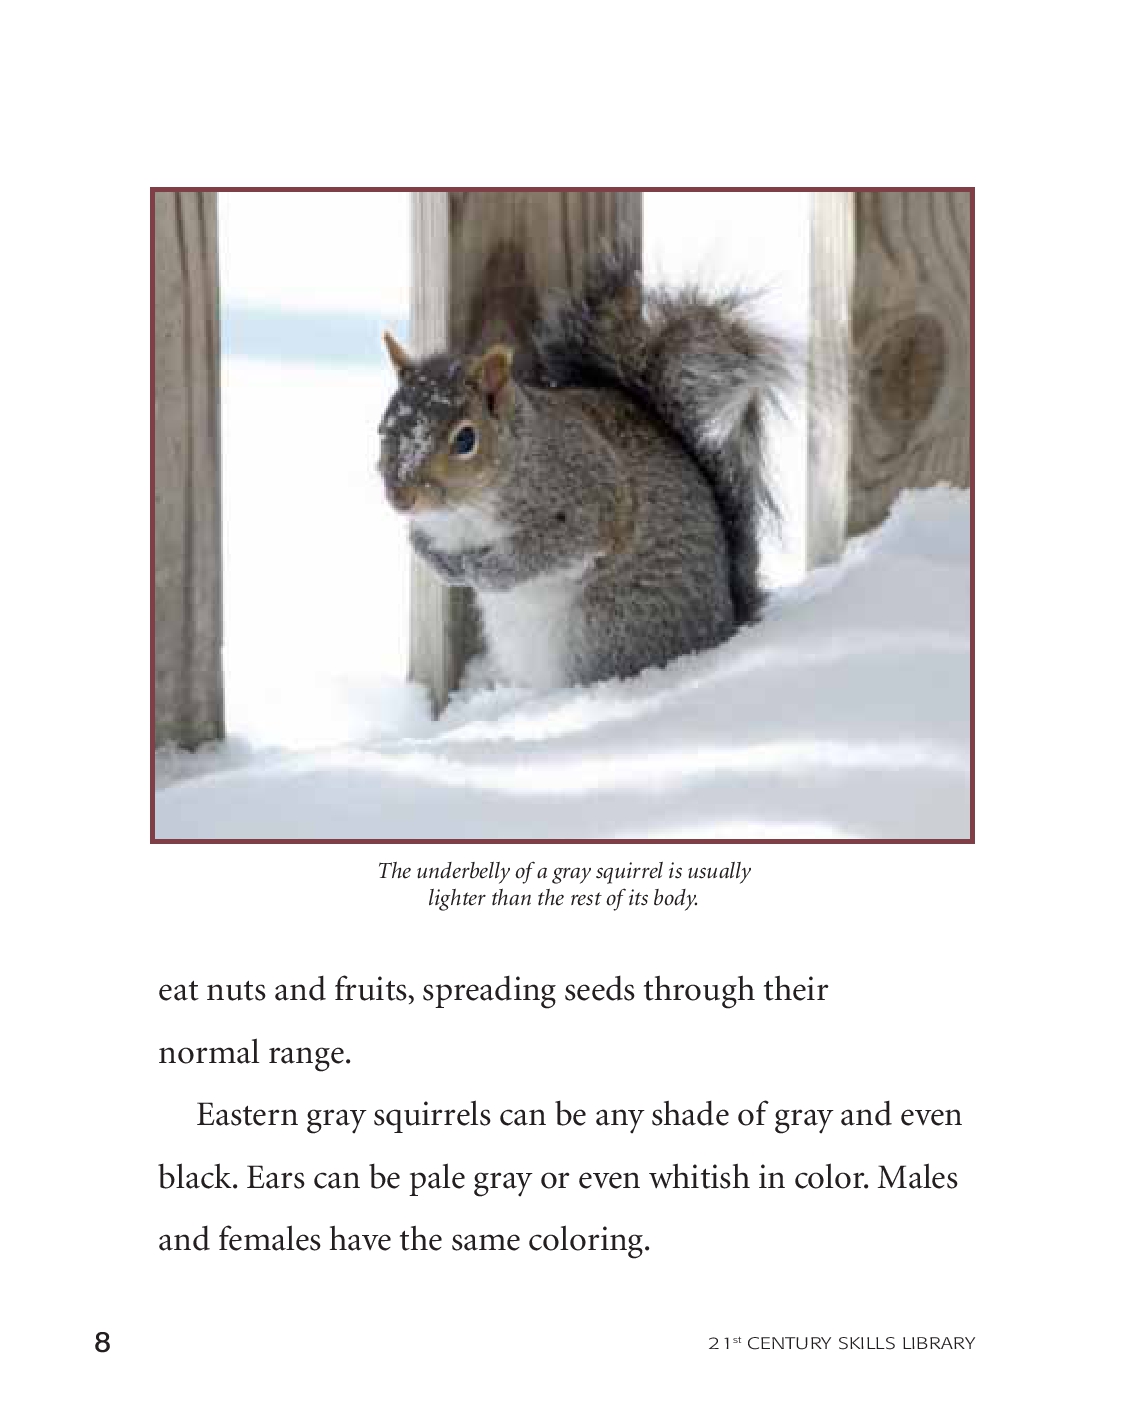 The underbelly of a gray squirrel is usually
lighter than the rest of its body.
eat nuts and fruits, spreading seeds through their
normal range.
Eastern gray squirrels can be any shade of gray and even
black. Ears can be pale gray or even whitish in color. Males
and females have the same coloring.
8
21st CENTURY SKILLS LIBRARY